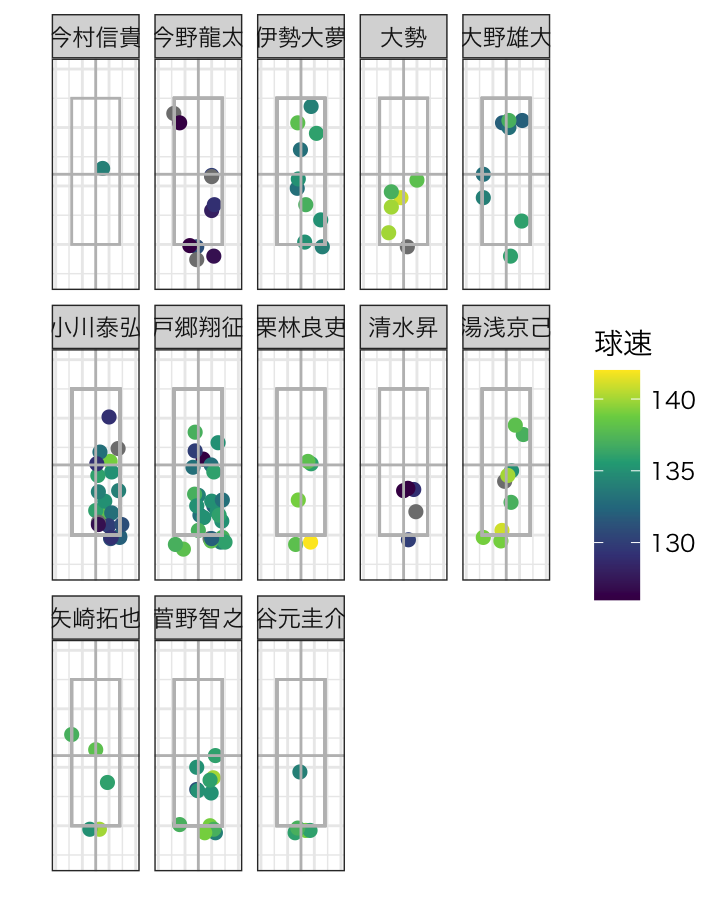 今村信貴
今野龍太
伊勢大夢
大勢
大野雄大
小川泰弘
戸郷翔征
栗林良吏
清水昇
湯浅京己
矢崎拓也
菅野智之
谷元圭介
球速
140
135
130